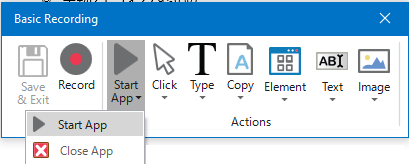 Basic Recording
Save & Exit
Record
Start App
Click
Type
Copy
Element
Text
Image
Actions
Start App
Close App